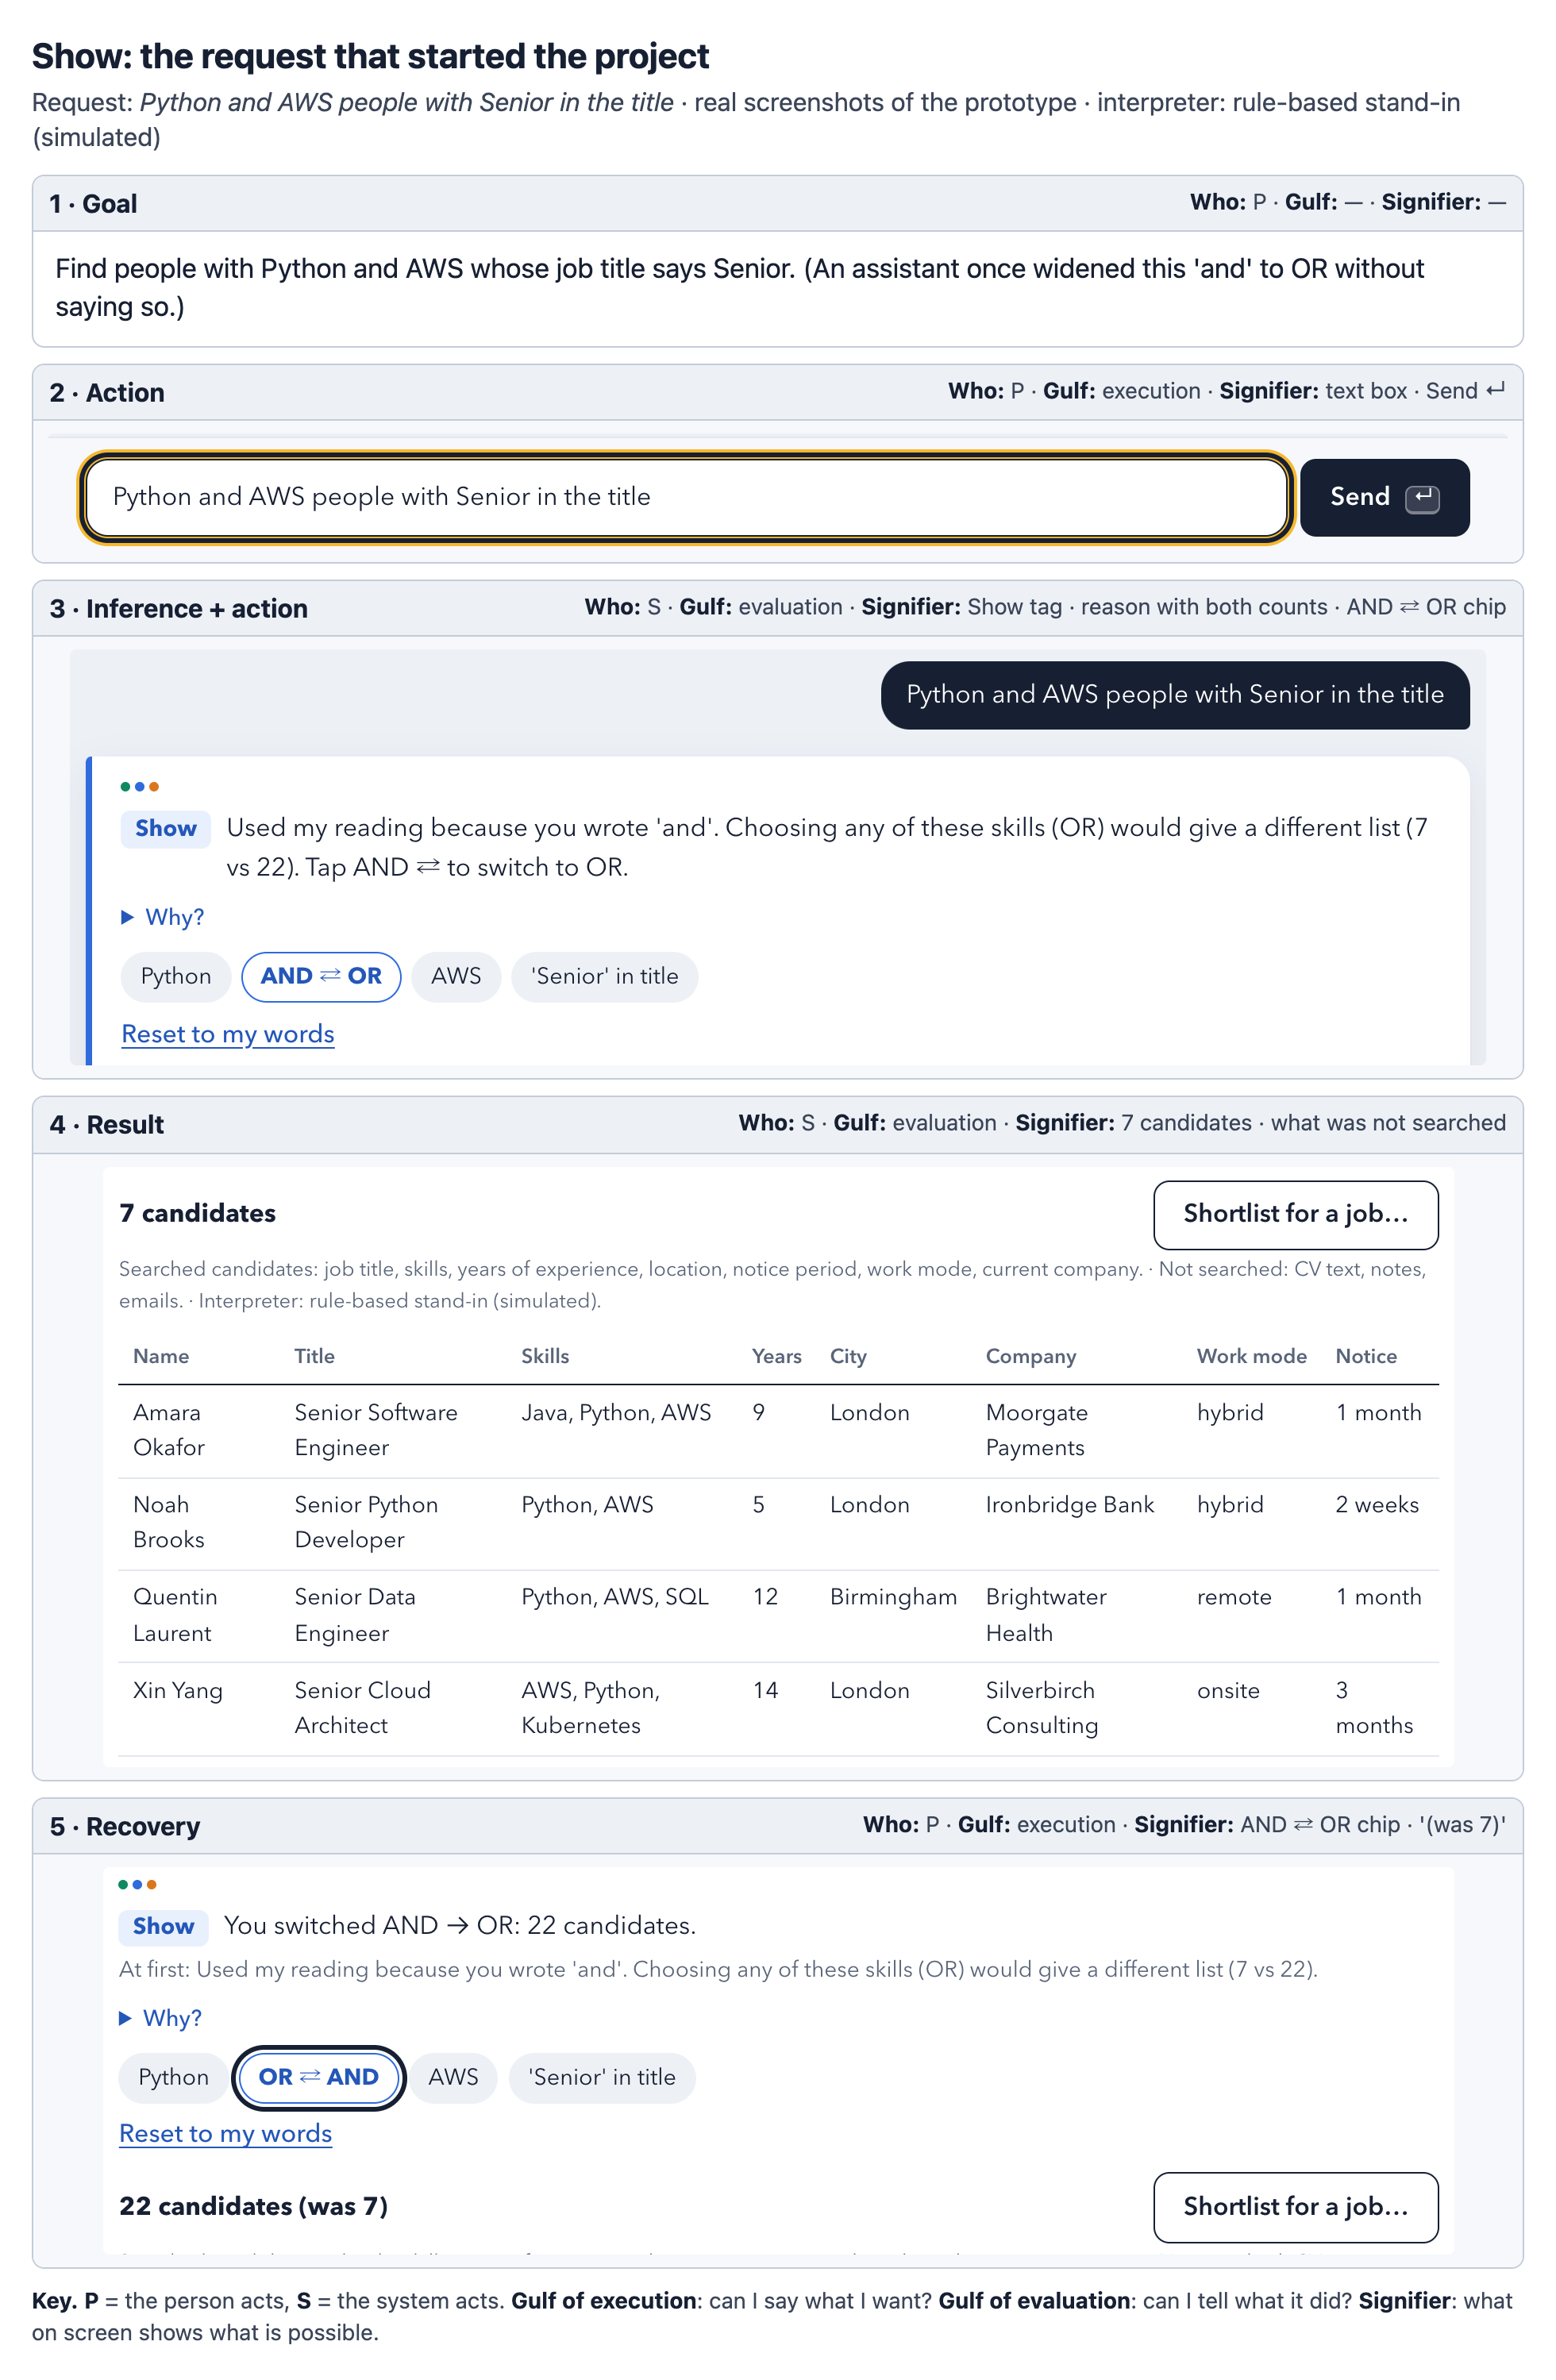 Show: the request that started the project
Request: Python and AWS people with Senior in the title · real screenshots of the prototype · interpreter: rule-based stand-in
(simulated)
1 · Goal
Who: P · Gulf: — · Signifier: —
Find people with Python and AWS whose job title says Senior. (An assistant once widened this 'and' to OR without
saying so.)
2 · Action
Who: P · Gulf: execution · Signifier: text box · Send ↵
Python and AWS people with Senior in the title
Send ↵
3 · Inference + action
Who: S · Gulf: evaluation · Signifier: Show tag · reason with both counts · AND ⇄ OR chip
Python and AWS people with Senior in the title
Show Used my reading because you wrote 'and'. Choosing any of these skills (OR) would give a different list (7
vs 22). Tap AND ⇄ to switch to OR.
▶ Why?
Python AND ⇄ OR AWS 'Senior' in title
Reset to my words
4 · Result
Who: S · Gulf: evaluation · Signifier: 7 candidates · what was not searched
7 candidates
Shortlist for a job...
Searched candidates: job title, skills, years of experience, location, notice period, work mode, current company. · Not searched: CV text, notes,
emails. · Interpreter: rule-based stand-in (simulated).
Name Title Skills Years City Company Work mode Notice
Amara Senior Software Java, Python, AWS 9 London Moorgate hybrid 1 month
Okafor Engineer Payments
Noah Senior Python Python, AWS 5 London Ironbridge Bank hybrid 2 weeks
Brooks Developer
Quentin Senior Data Python, AWS, SQL 12 Birmingham Brightwater remote 1 month
Laurent Engineer Health
Xin Yang Senior Cloud AWS, Python, 14 London Silverbirch onsite 3
Architect Kubernetes Consulting months
5 · Recovery
Who: P · Gulf: execution · Signifier: AND ⇄ OR chip · '(was 7)'
Show You switched AND → OR: 22 candidates.
At first: Used my reading because you wrote 'and'. Choosing any of these skills (OR) would give a different list (7 vs 22).
▶ Why?
Python OR ⇄ AND AWS 'Senior' in title
Reset to my words
22 candidates (was 7)
Shortlist for a job...
Key. P = the person acts, S = the system acts. Gulf of execution: can I say what I want? Gulf of evaluation: can I tell what it did? Signifier: what
on screen shows what is possible.